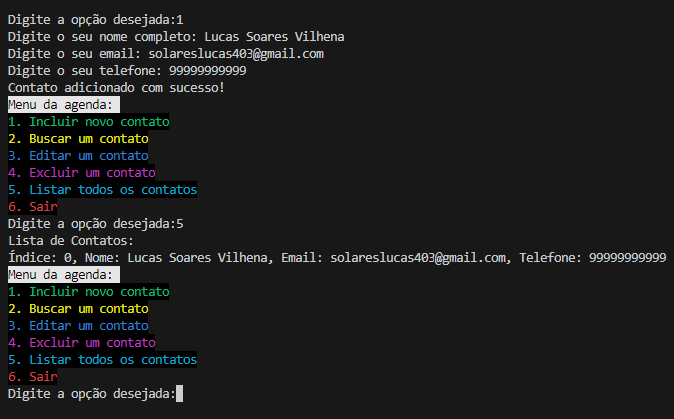 Digite a opção desejada:1
Digite o seu nome completo: Lucas Soares Vilhena
Digite o seu email: solareslucas403@gmail.com
Digite o seu telefone: 99999999999
Contato adicionado com sucesso!
Menu da agenda:
1. Incluir novo contato
2. Buscar um contato
3. Editar um contato
4. Excluir um contato
5. Listar todos os contatos
6. Sair
Digite a opção desejada:5
Lista de Contatos:
Índice: 0, Nome: Lucas Soares Vilhena, Email: solareslucas403@gmail.com, Telefone: 99999999999
Menu da agenda:
1. Incluir novo contato
2. Buscar um contato
3. Editar um contato
4. Excluir um contato
5. Listar todos os contatos
6. Sair
Digite a opção desejada: